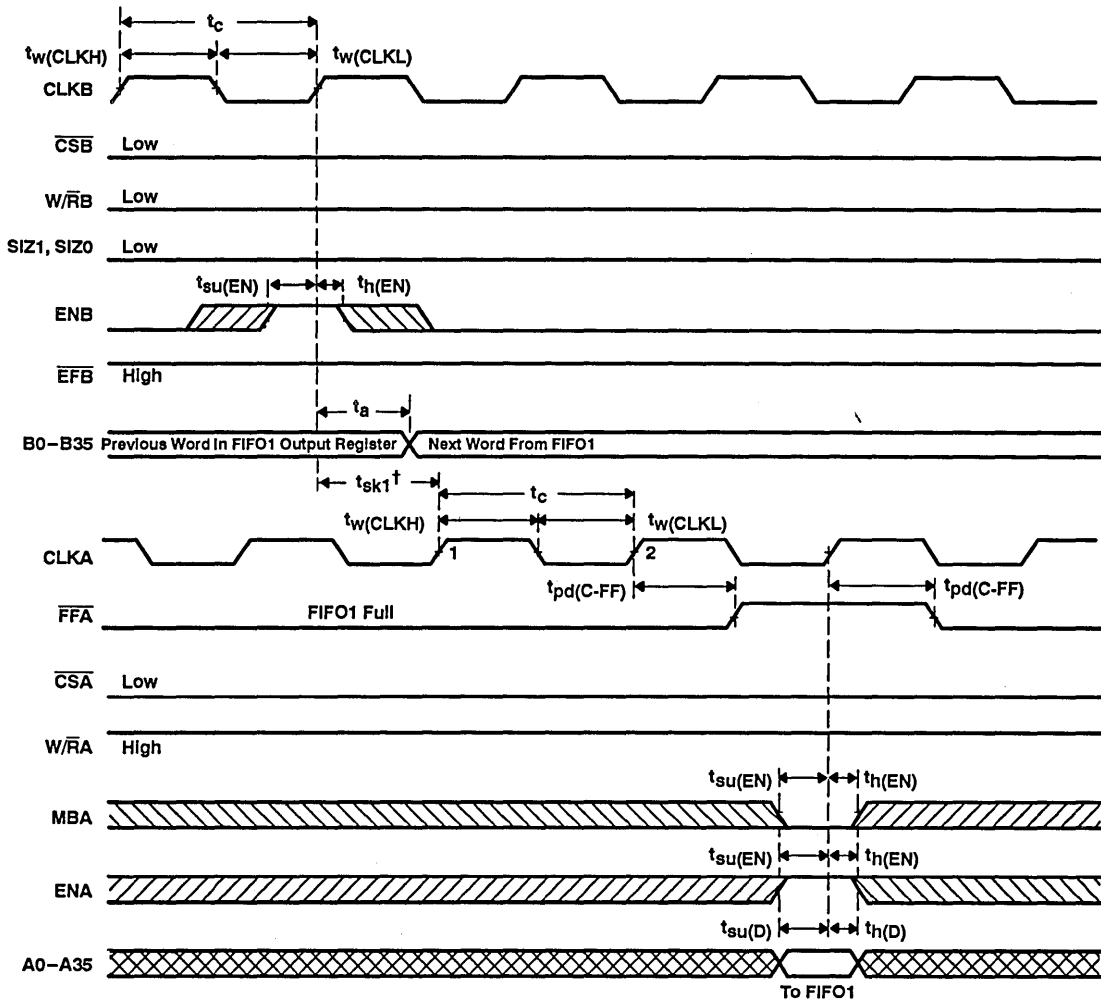 tc
tw(CLKH) tw(CLKL)
CLKB
CSB Low
W/RB Low
SIZ1, SIZ0 Low
tsu(EN) th(EN)
ENB
EFB High
ta
B0–B35 Previous Word In FIFO1 Output Register Next Word From FIFO1
tsk1† tc
tw(CLKH) tw(CLKL)
CLKA 1 2
tpd(C-FF) tpd(C-FF)
FFA FIFO1 Full
CSA Low
W/RA High
tsu(EN) th(EN)
MBA
tsu(EN) th(EN)
ENA
tsu(D) th(D)
A0–A35
To FIFO1